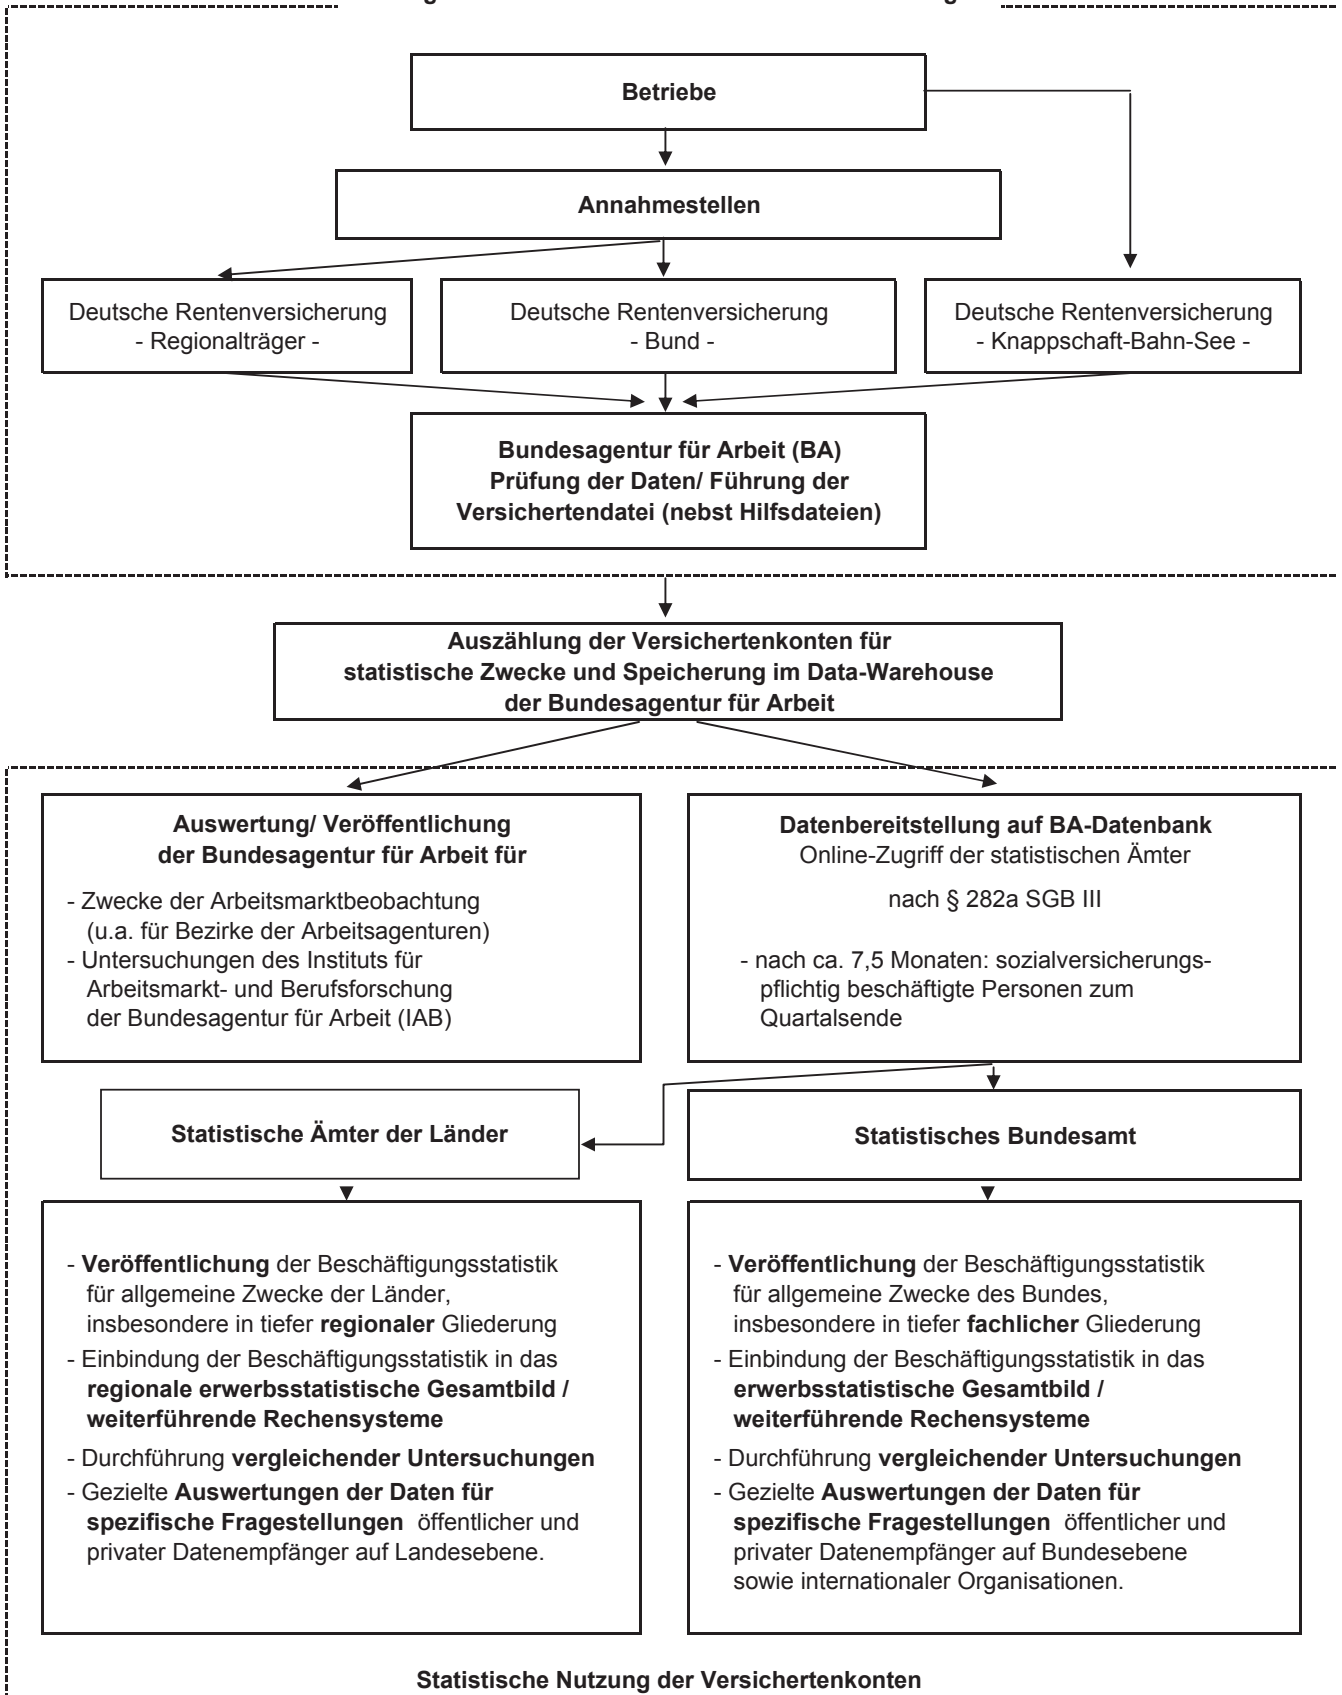 Betriebe
Annahmestellen
Deutsche Rentenversicherung
- Regionalträger -
Deutsche Rentenversicherung
- Bund -
Deutsche Rentenversicherung
- Knappschaft-Bahn-See -
Bundesagentur für Arbeit (BA)
Prüfung der Daten/ Führung der
Versichertendatei (nebst Hilfsdateien)
Auszählung der Versichertenkonten für
statistische Zwecke und Speicherung im Data-Warehouse
der Bundesagentur für Arbeit
Auswertung/ Veröffentlichung
der Bundesagentur für Arbeit für
- Zwecke der Arbeitsmarktbeobachtung
(u.a. für Bezirke der Arbeitsagenturen)
- Untersuchungen des Instituts für
Arbeitsmarkt- und Berufsforschung
der Bundesagentur für Arbeit (IAB)
Datenbereitstellung auf BA-Datenbank
Online-Zugriff der statistischen Ämter
nach § 282a SGB III
- nach ca. 7,5 Monaten: sozialversicherungs-
pflichtig beschäftigte Personen zum
Quartalsende
Statistische Ämter der Länder
Statistisches Bundesamt
- Veröffentlichung der Beschäftigungsstatistik
für allgemeine Zwecke der Länder,
insbesondere in tiefer regionaler Gliederung
- Einbindung der Beschäftigungsstatistik in das
regionale erwerbsstatistische Gesamtbild /
weiterführende Rechensysteme
- Durchführung vergleichender Untersuchungen
- Gezielte Auswertungen der Daten für
spezifische Fragestellungen öffentlicher und
privater Datenempfänger auf Landesebene.
- Veröffentlichung der Beschäftigungsstatistik
für allgemeine Zwecke des Bundes,
insbesondere in tiefer fachlicher Gliederung
- Einbindung der Beschäftigungsstatistik in das
erwerbsstatistische Gesamtbild /
weiterführende Rechensysteme
- Durchführung vergleichender Untersuchungen
- Gezielte Auswertungen der Daten für
spezifische Fragestellungen öffentlicher und
privater Datenempfänger auf Bundesebene
sowie internationaler Organisationen.
Statistische Nutzung der Versichertenkonten